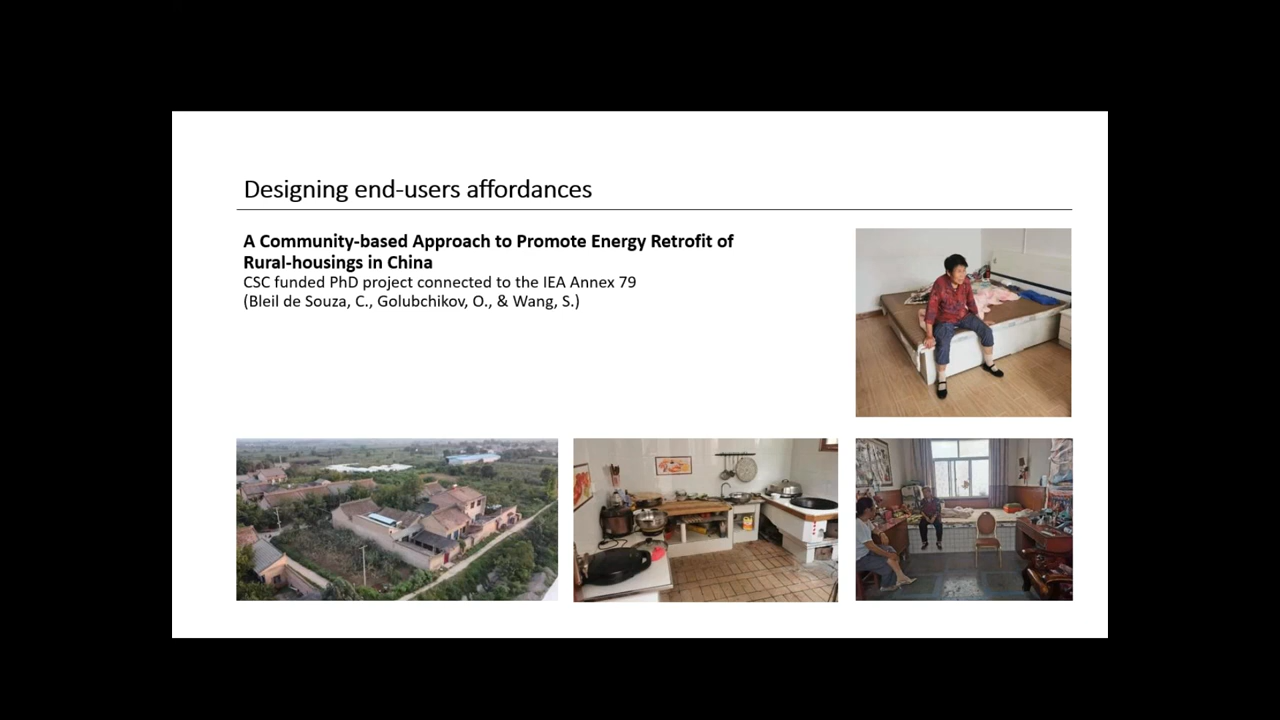 Designing end-users affordances
A Community-based Approach to Promote Energy Retrofit of
Rural-housings in China
CSC funded PhD project connected to the IEA Annex 79
(Bleil de Souza, C., Golubchikov, O., & Wang, S.)